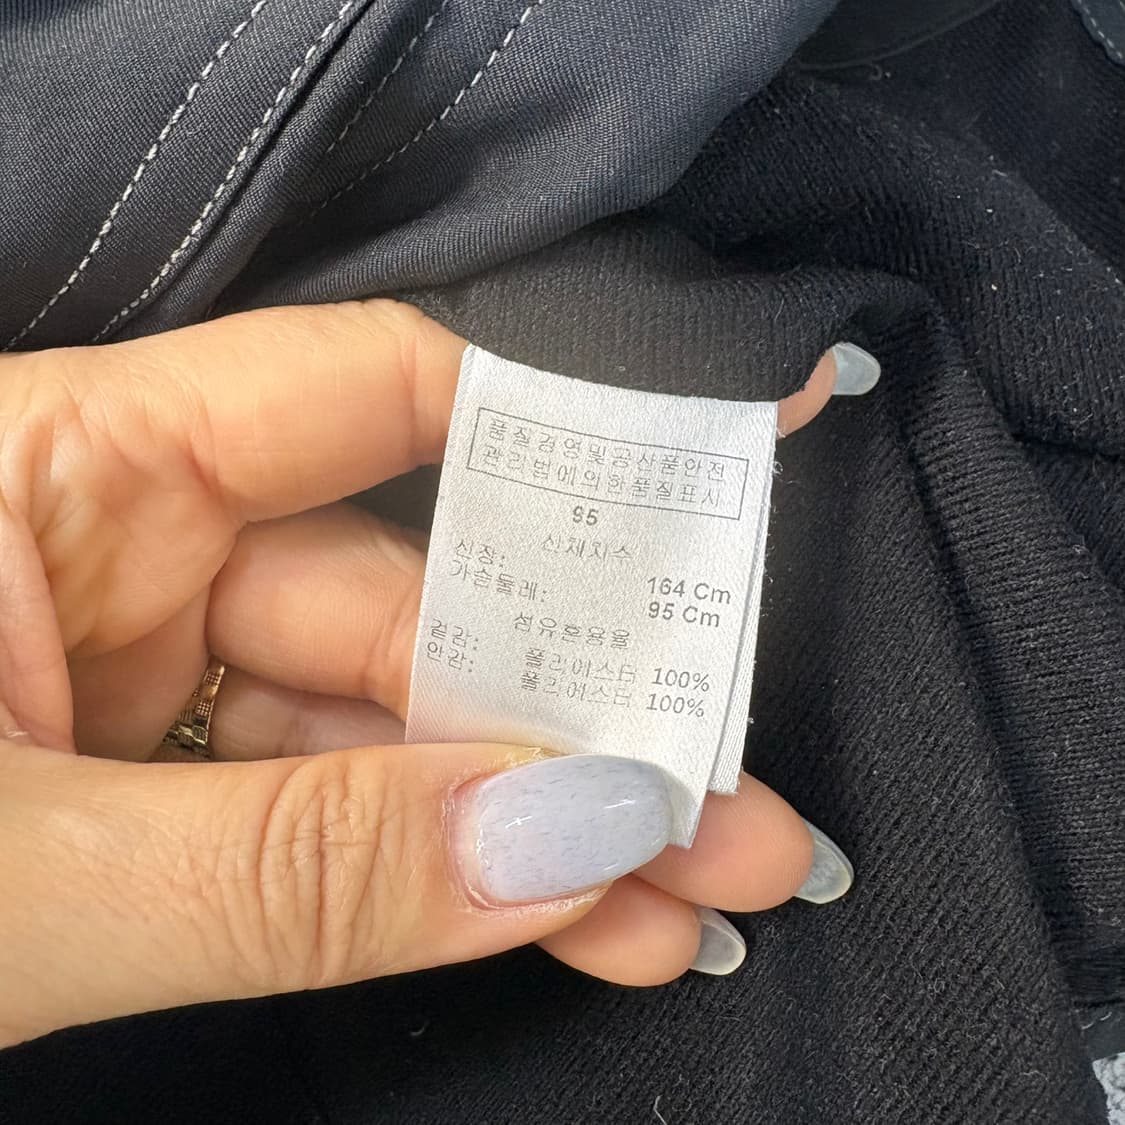 품질경영및공산품안전
관리법에의한품질표시
95
신체치수
신장: 164 Cm
가슴둘레: 95 Cm
섬유혼용율
겉감: 폴리에스터 100%
안감: 폴리에스터 100%